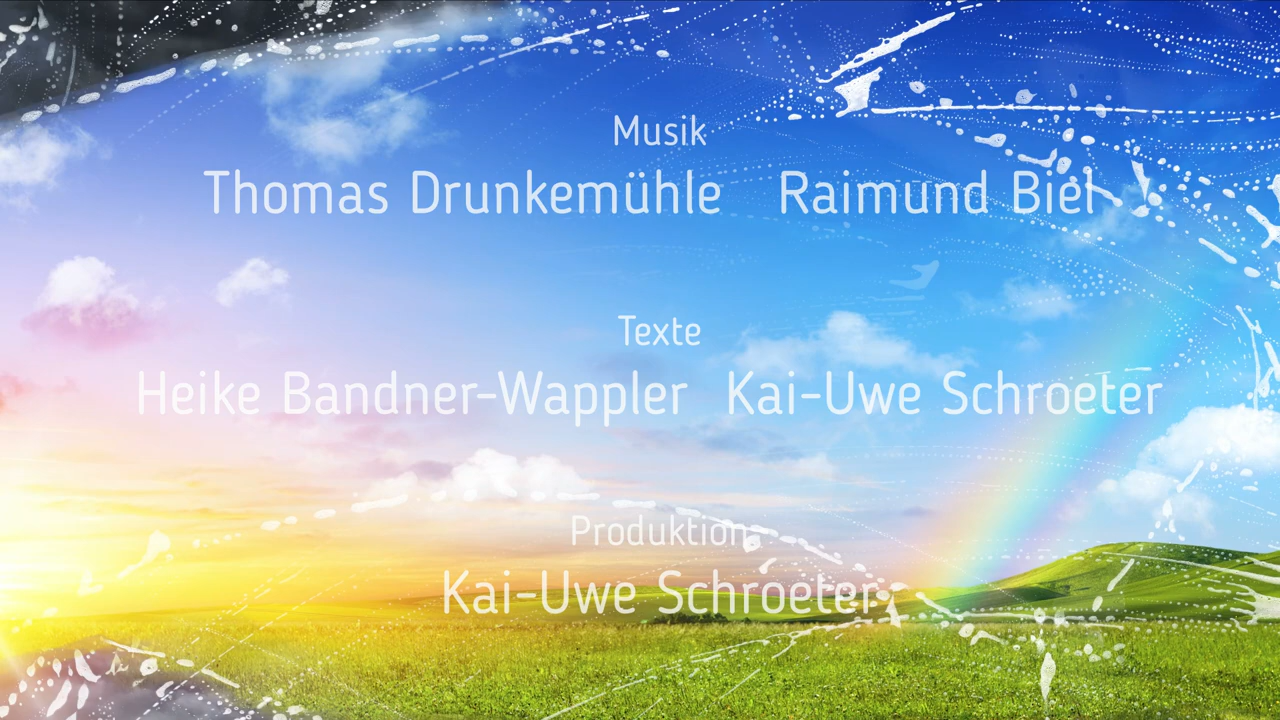 Musik
Thomas Drunkemühle Raimund Biel
Texte
Heike Bandner-Wappler Kai-Uwe Schroeter
Produktion
Kai-Uwe Schroeter